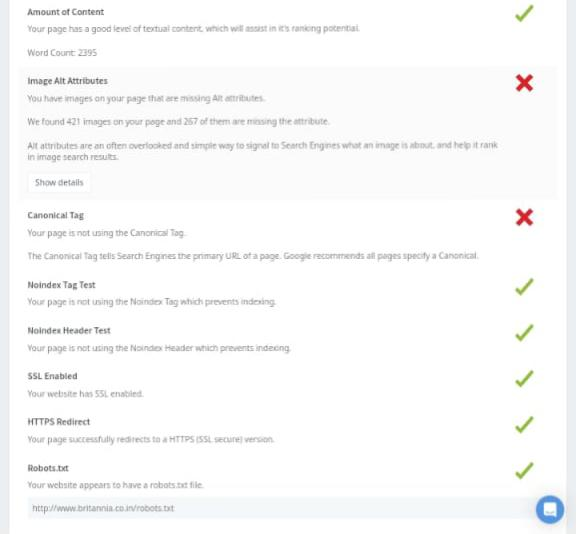 Amount of Content
Your page has a good level of textual content, which will assist in it's ranking potential.
Word Count: 2395
Image Alt Attributes
You have images on your page that are missing Alt attributes.
We found 421 images on your page and 267 of them are missing the attribute.
Alt attributes are an often overlooked and simple way to signal to Search Engines what an image is about, and help it rank
in image search results.
Show details
Canonical Tag
Your page is not using the Canonical Tag.
The Canonical Tag tells Search Engines the primary URL of a page. Google recommends all pages specify a Canonical.
Noindex Tag Test
Your page is not using the Noindex Tag which prevents indexing.
Noindex Header Test
Your page is not using the Noindex Header which prevents indexing.
SSL Enabled
Your website has SSL enabled.
HTTPS Redirect
Your page successfully redirects to a HTTPS (SSL secure) version.
Robots.txt
Your website appears to have a robots.txt file.
http://www.britannia.co.in/robots.txt